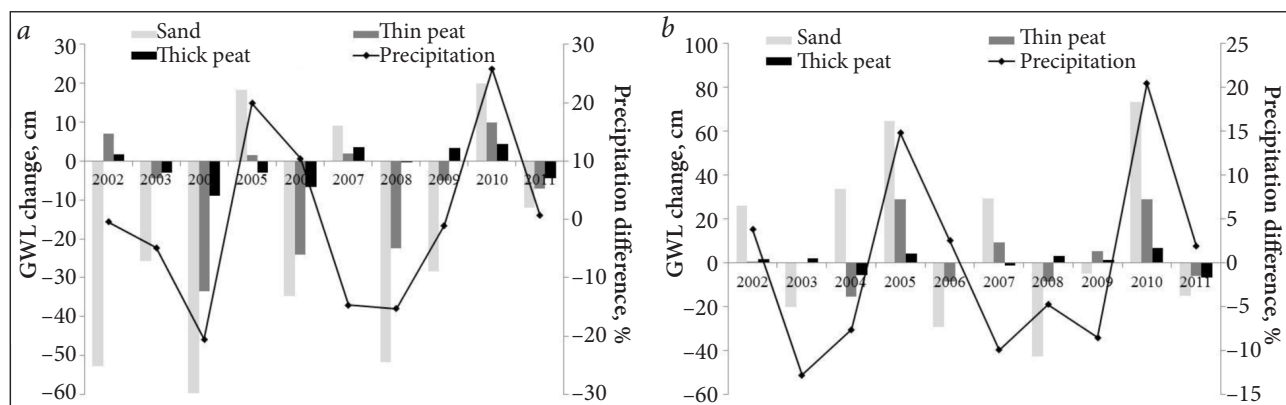 a
Sand
Thin peat
Thick peat
Precipitation
GWL change, cm
30
20
10
0
−10
−20
−30
−40
−50
−60
2002 2003 2004 2005 2006 2007 2008 2009 2010 2011
30
20
10
0
−10
−20
−30
Precipitation difference, %
b
Sand
Thin peat
Thick peat
Precipitation
GWL change, cm
100
80
60
40
20
0
−20
−40
−60
2002 2003 2004 2005 2006 2007 2008 2009 2010 2011
25
20
15
10
5
0
−5
−10
−15
Precipitation difference, %